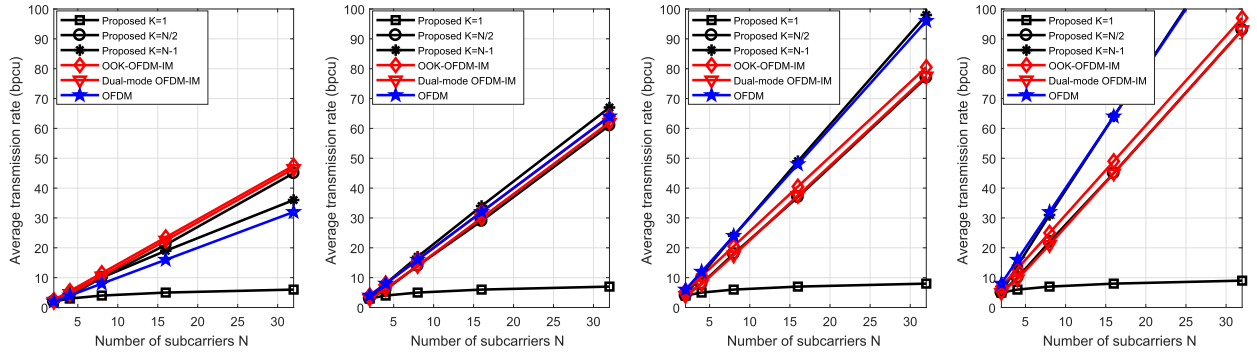 100
90
80
70
60
50
40
30
20
10
0
5 10 15 20 25 30
Average transmission rate (bpcu)
Number of subcarriers N
Proposed K=1
Proposed K=N/2
Proposed K=N-1
OOK-OFDM-IM
Dual-mode OFDM-IM
OFDM
100
90
80
70
60
50
40
30
20
10
0
5 10 15 20 25 30
Average transmission rate (bpcu)
Number of subcarriers N
Proposed K=1
Proposed K=N/2
Proposed K=N-1
OOK-OFDM-IM
Dual-mode OFDM-IM
OFDM
100
90
80
70
60
50
40
30
20
10
0
5 10 15 20 25 30
Average transmission rate (bpcu)
Number of subcarriers N
Proposed K=1
Proposed K=N/2
Proposed K=N-1
OOK-OFDM-IM
Dual-mode OFDM-IM
OFDM
100
90
80
70
60
50
40
30
20
10
0
5 10 15 20 25 30
Average transmission rate (bpcu)
Number of subcarriers N
Proposed K=1
Proposed K=N/2
Proposed K=N-1
OOK-OFDM-IM
Dual-mode OFDM-IM
OFDM